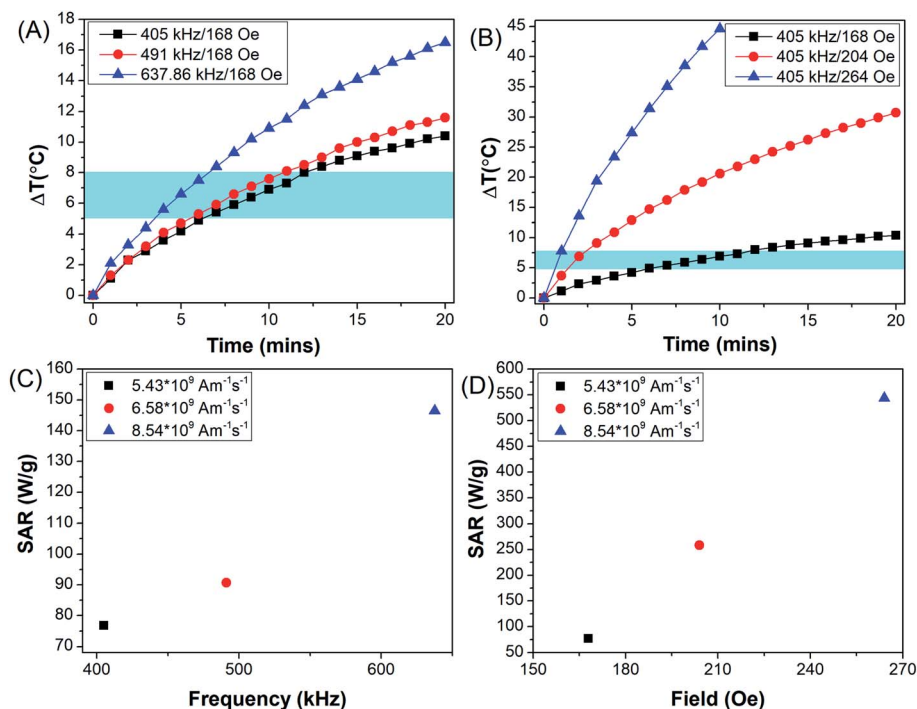 (A)
405 kHz/168 Oe
491 kHz/168 Oe
637.86 kHz/168 Oe
18
16
14
12
10
8
6
4
2
0
ΔT(°C)
0 5 10 15 20
Time (mins)
(B)
405 kHz/168 Oe
405 kHz/204 Oe
405 kHz/264 Oe
45
40
35
30
25
20
15
10
5
0
ΔT(°C)
0 5 10 15 20
Time (mins)
(C)
5.43*10⁹ Am⁻¹s⁻¹
6.58*10⁹ Am⁻¹s⁻¹
8.54*10⁹ Am⁻¹s⁻¹
160
150
140
130
120
110
100
90
80
70
SAR (W/g)
400 500 600
Frequency (kHz)
(D)
5.43*10⁹ Am⁻¹s⁻¹
6.58*10⁹ Am⁻¹s⁻¹
8.54*10⁹ Am⁻¹s⁻¹
600
550
500
450
400
350
300
250
200
150
100
50
SAR (W/g)
150 180 210 240 270
Field (Oe)